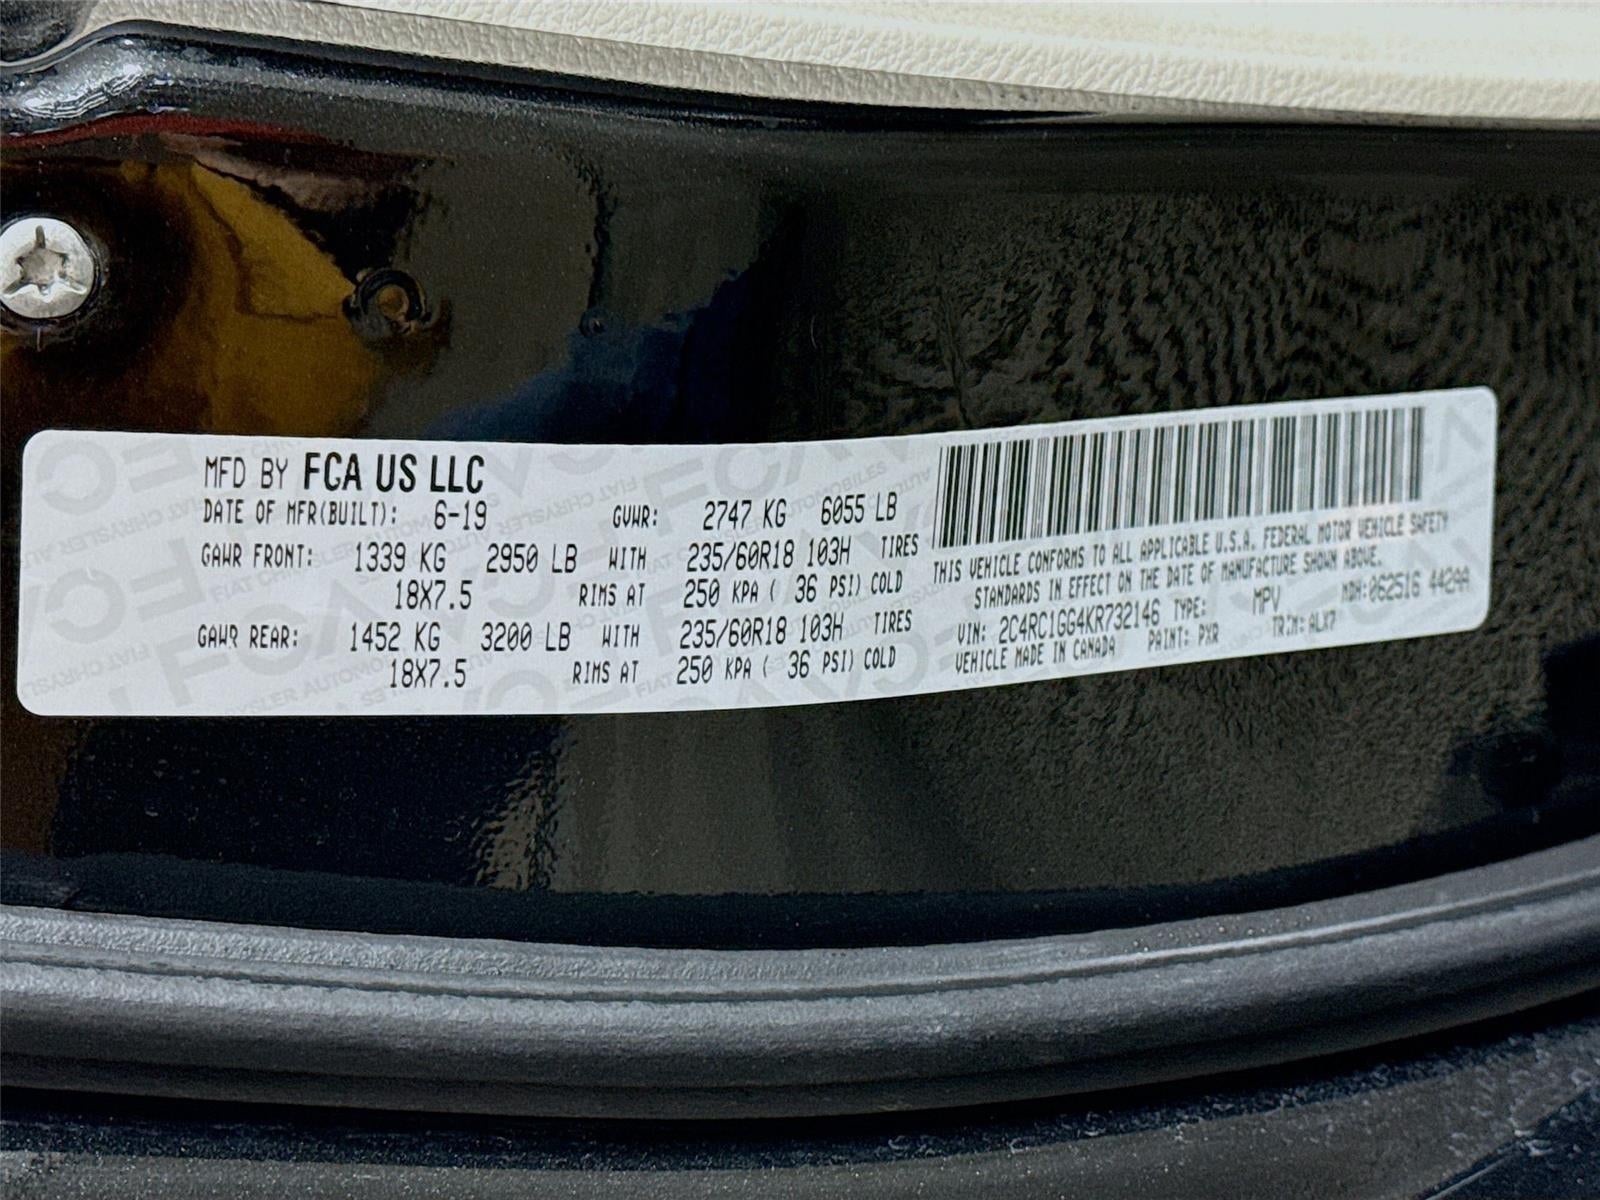 MFD BY FCA US LLC
DATE OF MFR(BUILT): 6-19 GVWR: 2747 KG 6055 LB
GAWR FRONT: 1339 KG 2950 LB WITH 235/60R18 103H TIRES
18X7.5 RIMS AT 250 KPA ( 36 PSI) COLD
GAWR REAR: 1452 KG 3200 LB WITH 235/60R18 103H TIRES
18X7.5 RIMS AT 250 KPA ( 36 PSI) COLD
THIS VEHICLE CONFORMS TO ALL APPLICABLE U.S.A. FEDERAL MOTOR VEHICLE SAFETY
STANDARDS IN EFFECT ON THE DATE OF MANUFACTURE SHOWN ABOVE.
VIN: 2C4RC1GG4KR732146 TYPE: MPV MDH:062516 442AA
VEHICLE MADE IN CANADA PAINT: PXR TRIM: ALX7